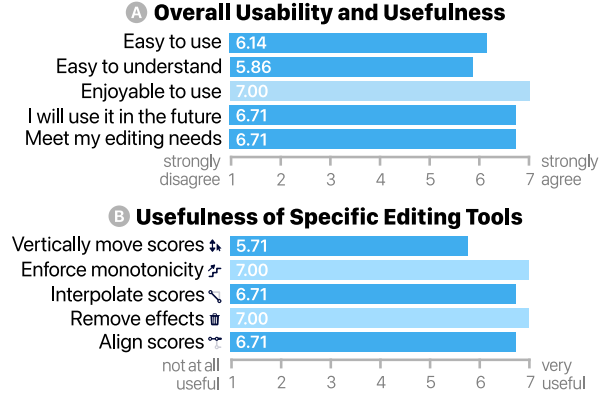 A Overall Usability and Usefulness
Easy to use 6.14
Easy to understand 5.86
Enjoyable to use 7.00
I will use it in the future 6.71
Meet my editing needs 6.71
strongly disagree 1 2 3 4 5 6 7 strongly agree
B Usefulness of Specific Editing Tools
Vertically move scores 5.71
Enforce monotonicity 7.00
Interpolate scores 6.71
Remove effects 7.00
Align scores 6.71
not at all useful 1 2 3 4 5 6 7 very useful